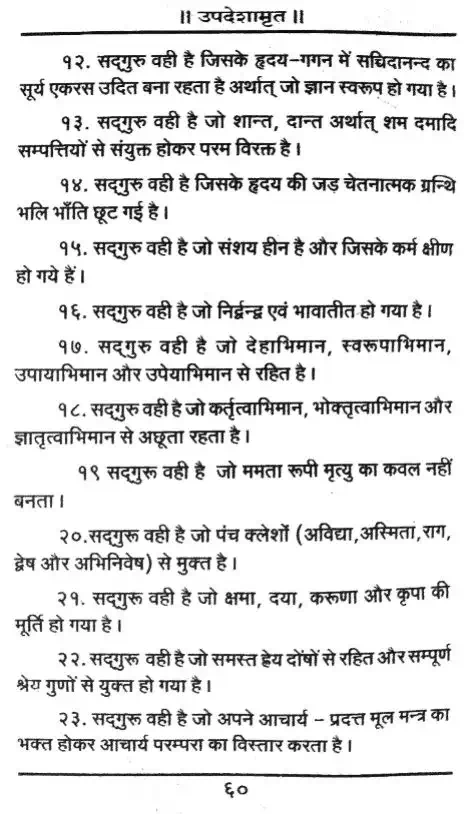 ॥ उपदेशामृत ॥
१२. सद्‌गुरु वही है जिसके हृदय-गगन में सच्चिदानन्द का
सूर्य एकरस उदित बना रहता है अर्थात् जो ज्ञान स्वरूप हो गया है।
१३. सद्‌गुरु वही है जो शान्त, दान्त अर्थात् शम दमादि
सम्पत्तियों से संयुक्त होकर परम विरक्त है।
१४. सद्‌गुरु वही है जिसके हृदय की जड़ चेतनात्मक ग्रन्थि
भलि भाँति छूट गई है।
१५. सद्‌गुरु वही है जो संशय हीन है और जिसके कर्म क्षीण
हो गये हैं।
१६. सद्‌गुरु वही है जो निर्द्वन्द्व एवं भावातीत हो गया है।
१७. सद्‌गुरु वही है जो देहाभिमान, स्वरूपाभिमान,
उपायाभिमान और उपेयाभिमान से रहित है।
१८. सद्‌गुरु वही है जो कर्तृत्वाभिमान, भोक्तृत्वाभिमान और
ज्ञातृत्वाभिमान से अछूता रहता है।
१९ सद्‌गुरू वही है जो ममता रूपी मृत्यु का कवल नहीं
बनता।
२०.सद्‌गुरू वही है जो पंच क्लेशों (अविद्या,अस्मिता,राग,
द्वेष और अभिनिवेष) से मुक्त है।
२१. सद्‌गुरू वही है जो क्षमा, दया, करूणा और कृपा की
मूर्ति हो गया है।
२२.सद्‌गुरू वही है जो समस्त हेय दोंषों से रहित और सम्पूर्ण
श्रेय गुणों से युक्त हो गया है।
२३. सद्‌गुरू वही है जो अपने आचार्य - प्रदत्त मूल मन्त्र का
भक्त होकर आचार्य परम्परा का विस्तार करता है।
६०